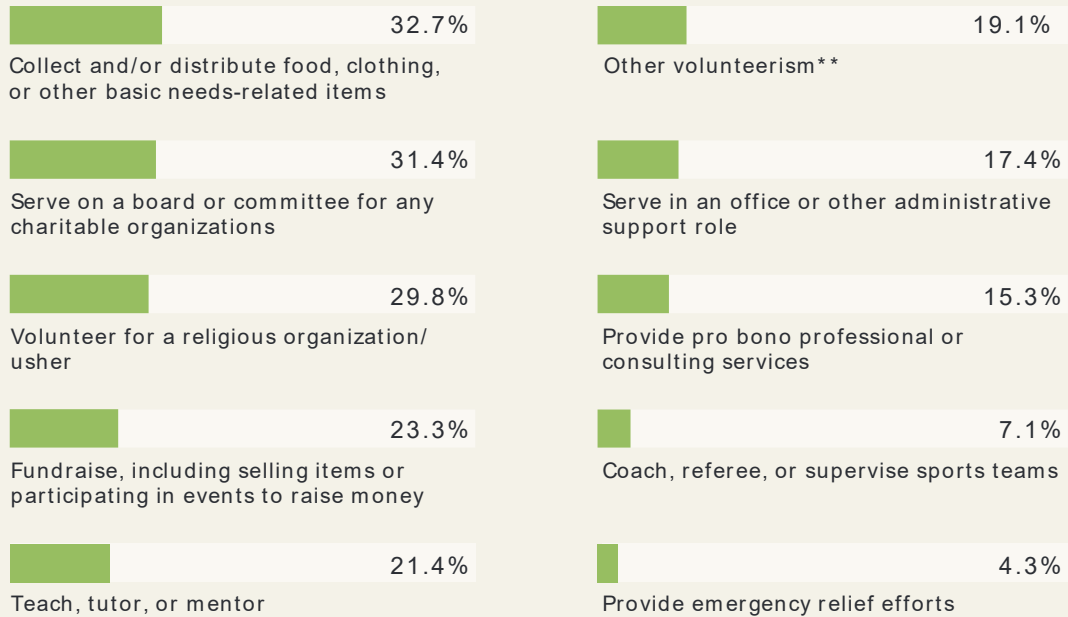 32.7%
Collect and/or distribute food, clothing,
or other basic needs-related items
31.4%
Serve on a board or committee for any
charitable organizations
29.8%
Volunteer for a religious organization/
usher
23.3%
Fundraise, including selling items or
participating in events to raise money
21.4%
Teach, tutor, or mentor
19.1%
Other volunteerism**
17.4%
Serve in an office or other administrative
support role
15.3%
Provide pro bono professional or
consulting services
7.1%
Coach, referee, or supervise sports teams
4.3%
Provide emergency relief efforts